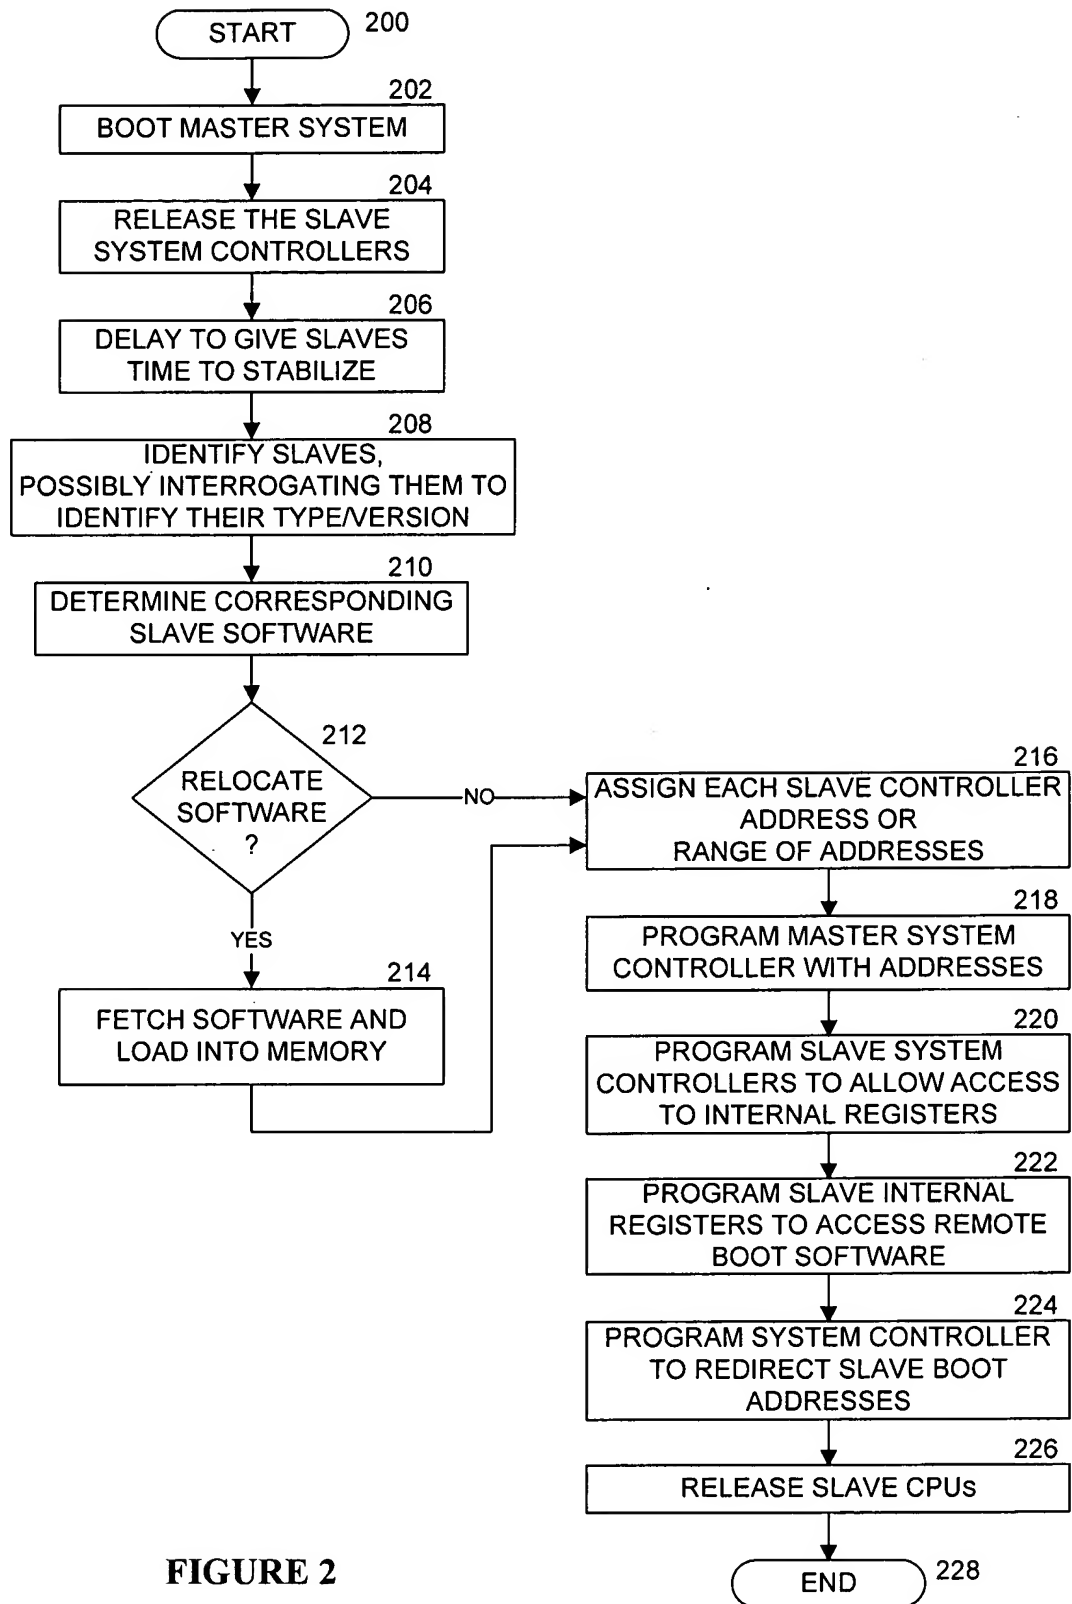 START
200
202
BOOT MASTER SYSTEM
204
RELEASE THE SLAVE
SYSTEM CONTROLLERS
206
DELAY TO GIVE SLAVES
TIME TO STABILIZE
208
IDENTIFY SLAVES,
POSSIBLY INTERROGATING THEM TO
IDENTIFY THEIR TYPE/VERSION
210
DETERMINE CORRESPONDING
SLAVE SOFTWARE
212
RELOCATE
SOFTWARE
?
NO
YES
214
FETCH SOFTWARE AND
LOAD INTO MEMORY
216
ASSIGN EACH SLAVE CONTROLLER
ADDRESS OR
RANGE OF ADDRESSES
218
PROGRAM MASTER SYSTEM
CONTROLLER WITH ADDRESSES
220
PROGRAM SLAVE SYSTEM
CONTROLLERS TO ALLOW ACCESS
TO INTERNAL REGISTERS
222
PROGRAM SLAVE INTERNAL
REGISTERS TO ACCESS REMOTE
BOOT SOFTWARE
224
PROGRAM SYSTEM CONTROLLER
TO REDIRECT SLAVE BOOT
ADDRESSES
226
RELEASE SLAVE CPUs
END
228
FIGURE 2